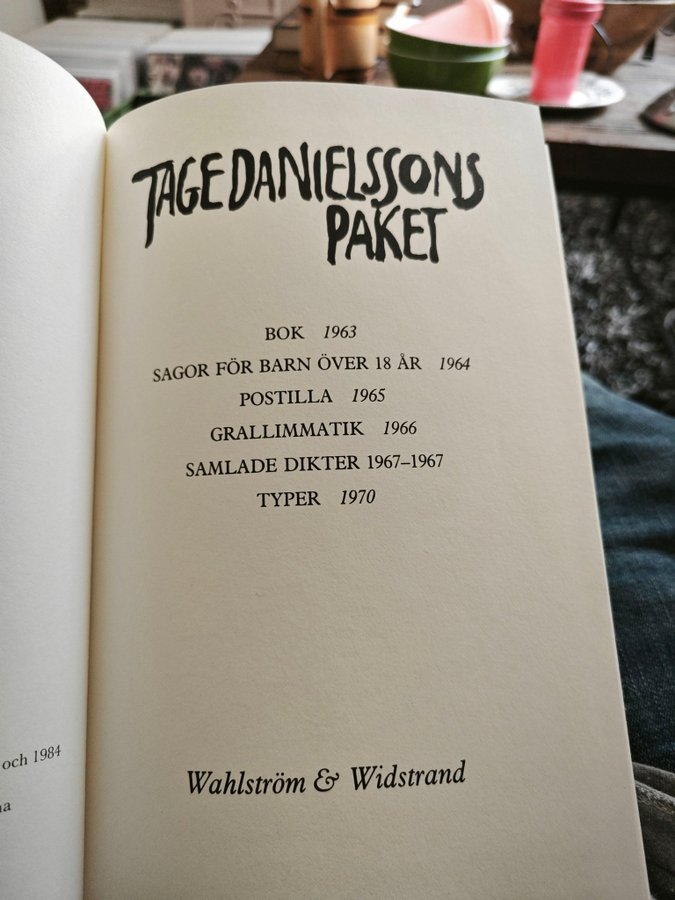 TAGE DANIELSSONS
PAKET
BOK 1963
SAGOR FÖR BARN ÖVER 18 ÅR 1964
POSTILLA 1965
GRALLIMMATIK 1966
SAMLADE DIKTER 1967–1967
TYPER 1970
Wahlström & Widstrand
och 1984